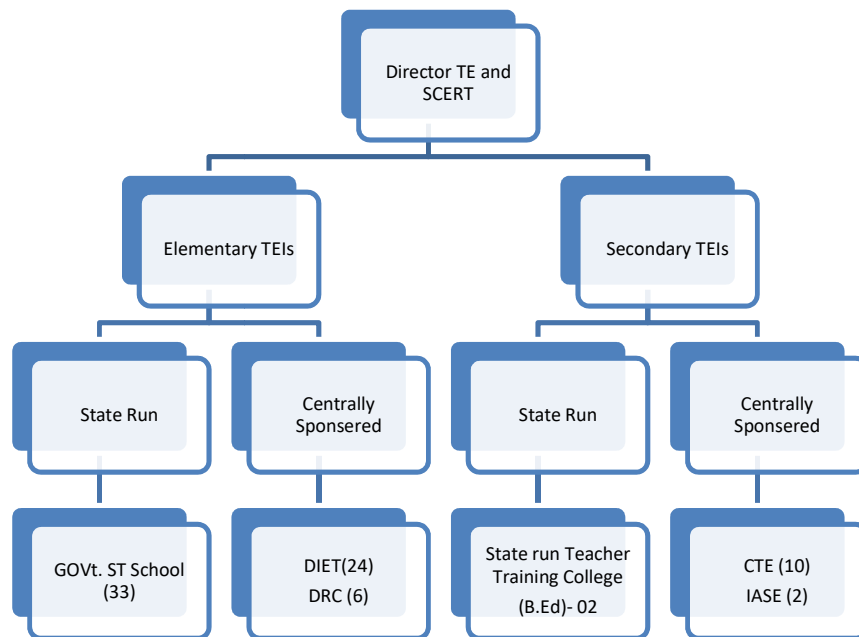 Director TE and
SCERT
Elementary TEIs
Secondary TEIs
State Run
Centrally
Sponsered
State Run
Centrally
Sponsered
GOVt. ST School
(33)
DIET(24)
DRC (6)
State run Teacher
Training College
(B.Ed)- 02
CTE (10)
IASE (2)